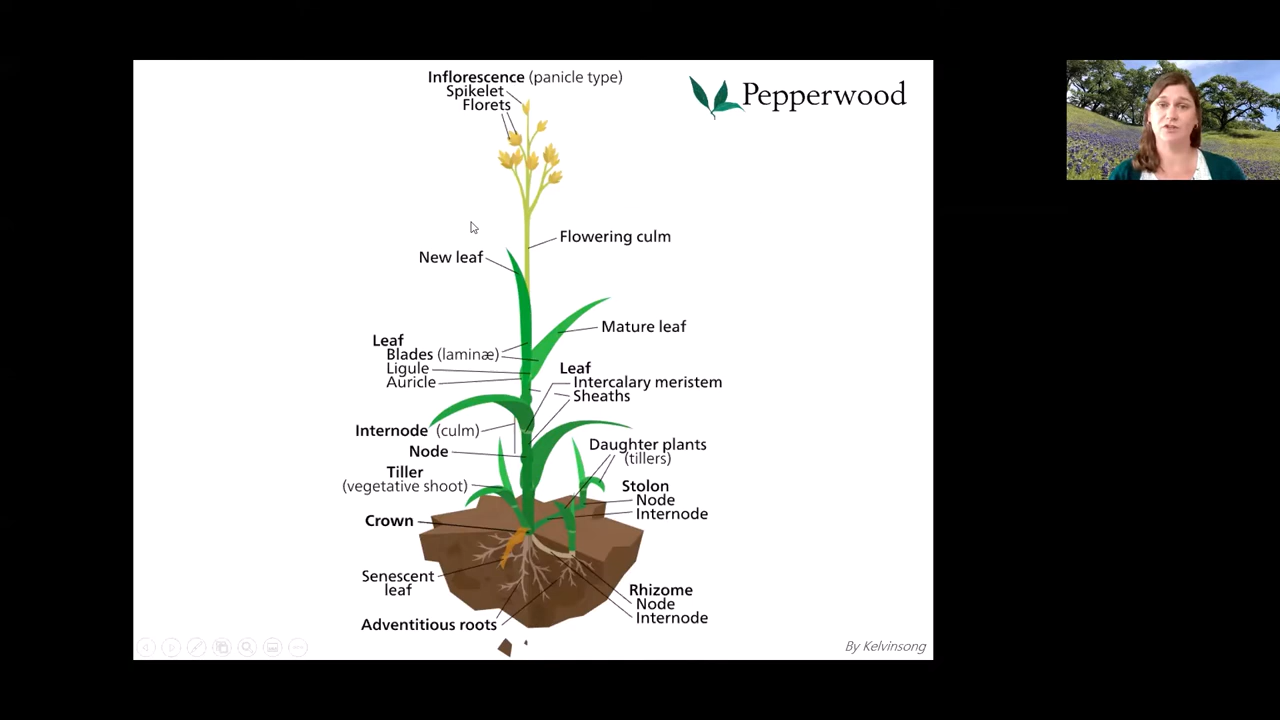 Inflorescence (panicle type)
Spikelet
Florets
Pepperwood
Flowering culm
New leaf
Mature leaf
Leaf
Blades (laminæ)
Ligule
Auricle
Leaf
Intercalary meristem
Sheaths
Internode (culm)
Node
Daughter plants
(tillers)
Tiller
(vegetative shoot)
Stolon
Node
Internode
Crown
Senescent
leaf
Rhizome
Node
Internode
Adventitious roots
By Kelvinsong